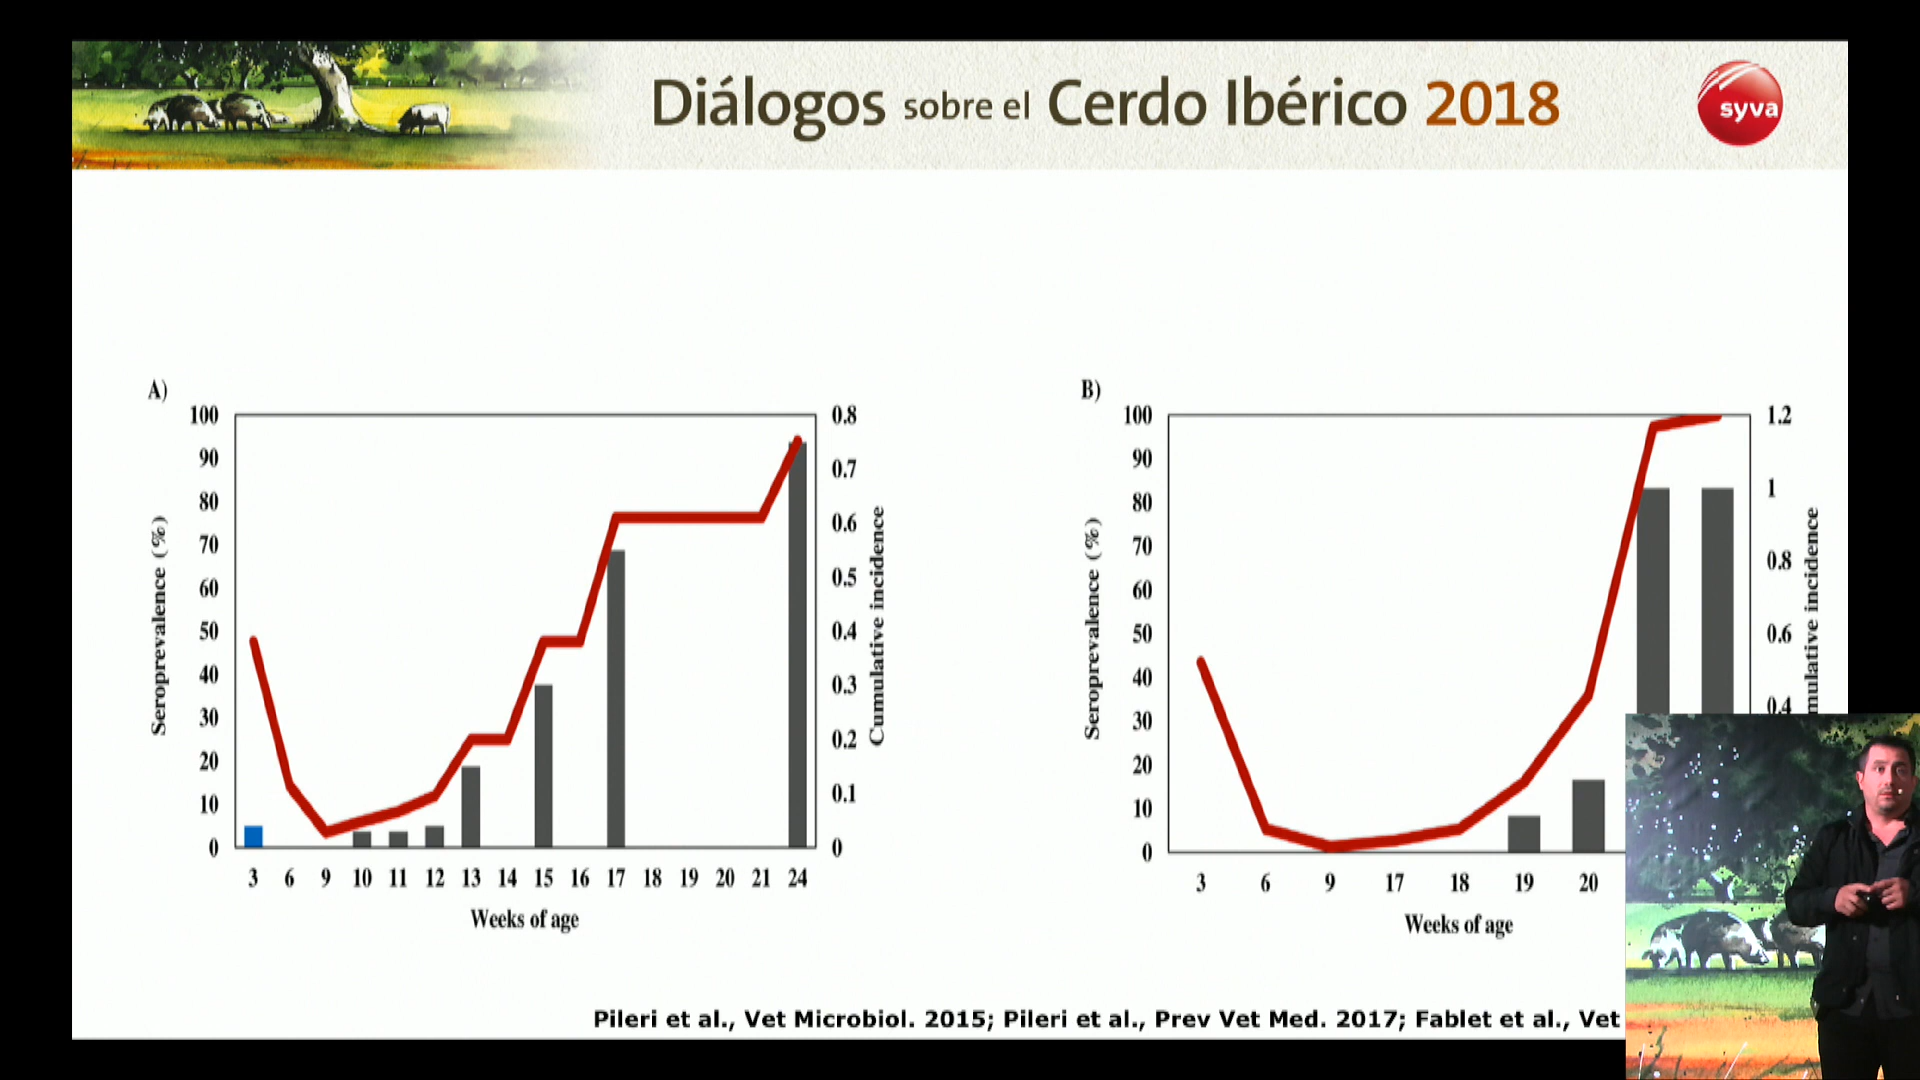 Diálogos sobre el Cerdo Ibérico 2018
syva
A)
100
90
80
70
60
50
40
30
20
10
0
Seroprevalence (%)
0.8
0.7
0.6
0.5
0.4
0.3
0.2
0.1
0
Cumulative incidence
3 6 9 10 11 12 13 14 15 16 17 18 19 20 21 24
Weeks of age
B)
100
90
80
70
60
50
40
30
20
10
0
Seroprevalence (%)
1.2
1
0.8
0.6
0.4
mulative incidence
3 6 9 17 18 19 20
Weeks of age
Pileri et al., Vet Microbiol. 2015; Pileri et al., Prev Vet Med. 2017; Fablet et al., Vet